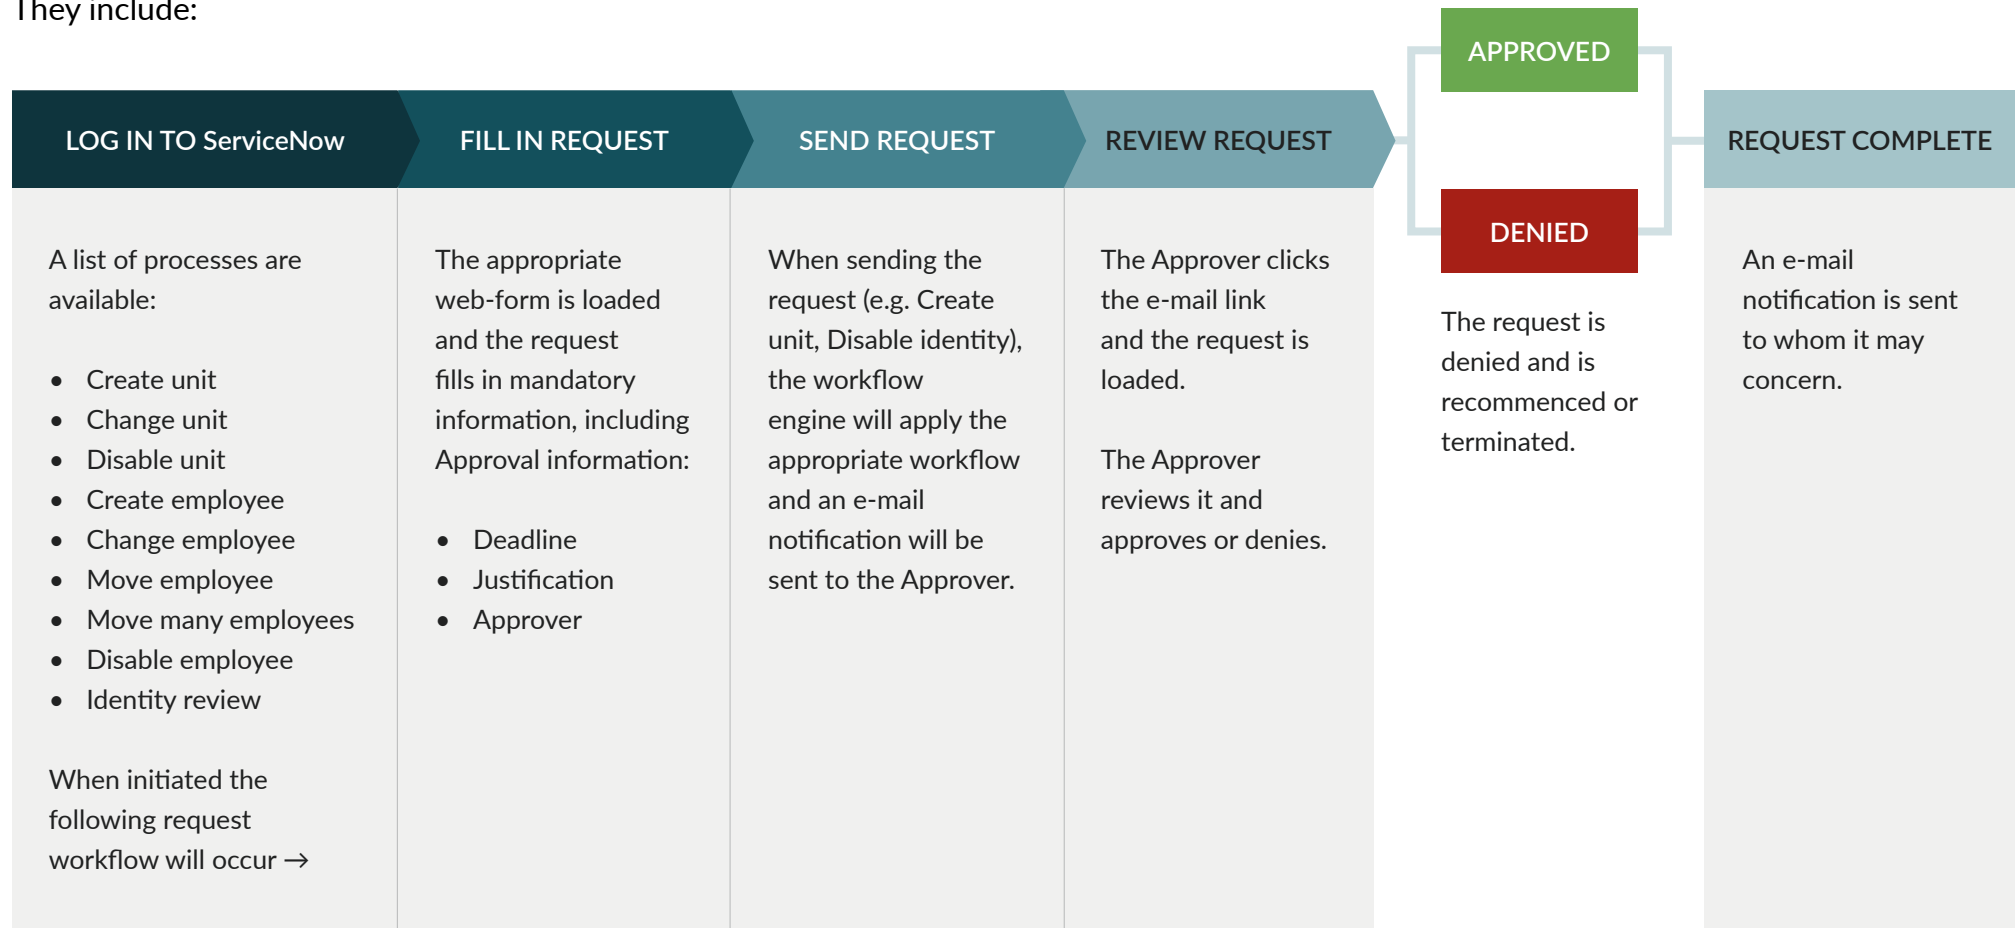 They include:
LOG IN TO ServiceNow
A list of processes are
available:
• Create unit
• Change unit
• Disable unit
• Create employee
• Change employee
• Move employee
• Move many employees
• Disable employee
• Identity review
When initiated the
following request
workflow will occur →
FILL IN REQUEST
The appropriate
web-form is loaded
and the request
fills in mandatory
information, including
Approval information:
• Deadline
• Justification
• Approver
SEND REQUEST
When sending the
request (e.g. Create
unit, Disable identity),
the workflow
engine will apply the
appropriate workflow
and an e-mail
notification will be
sent to the Approver.
REVIEW REQUEST
The Approver clicks
the e-mail link
and the request is
loaded.
The Approver
reviews it and
approves or denies.
APPROVED
DENIED
The request is
denied and is
recommenced or
terminated.
REQUEST COMPLETE
An e-mail
notification is sent
to whom it may
concern.